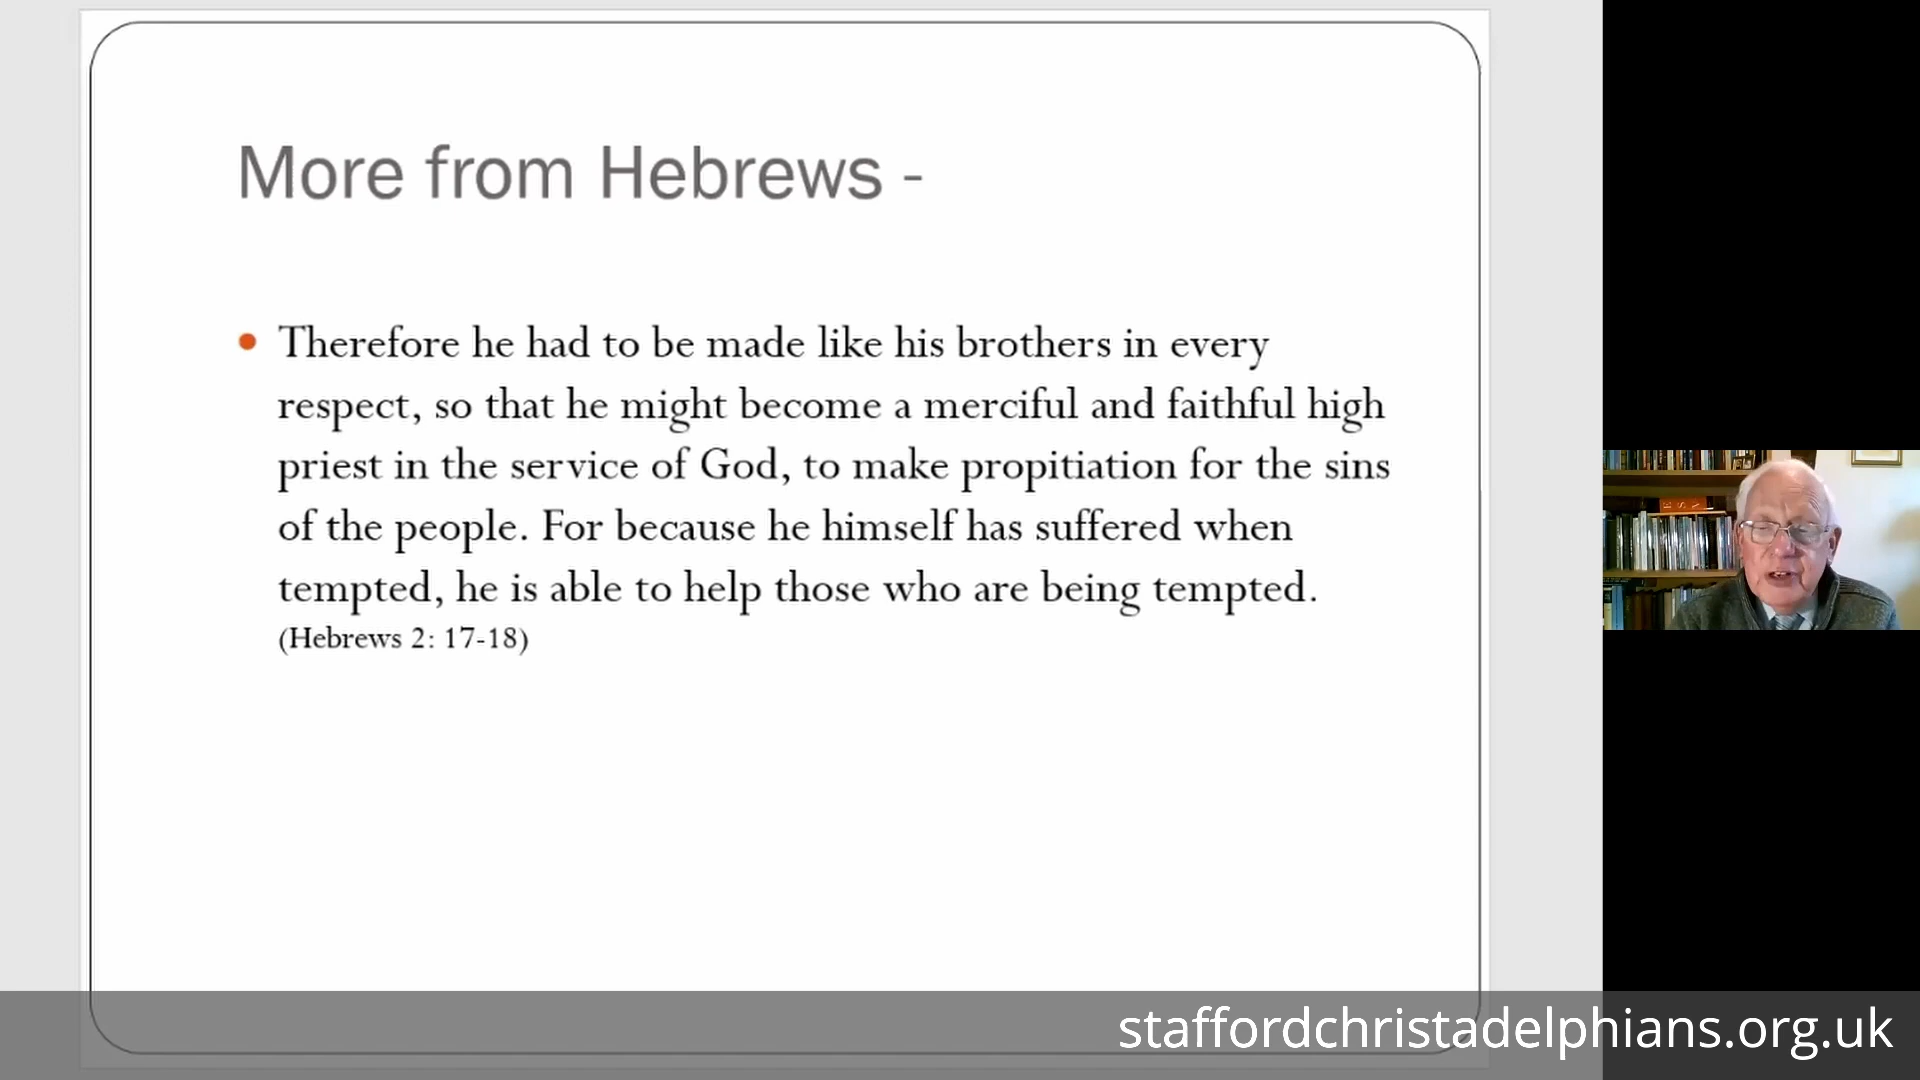 More from Hebrews -
• Therefore he had to be made like his brothers in every
respect, so that he might become a merciful and faithful high
priest in the service of God, to make propitiation for the sins
of the people. For because he himself has suffered when
tempted, he is able to help those who are being tempted.
(Hebrews 2: 17-18)
staffordchristadelphians.org.uk